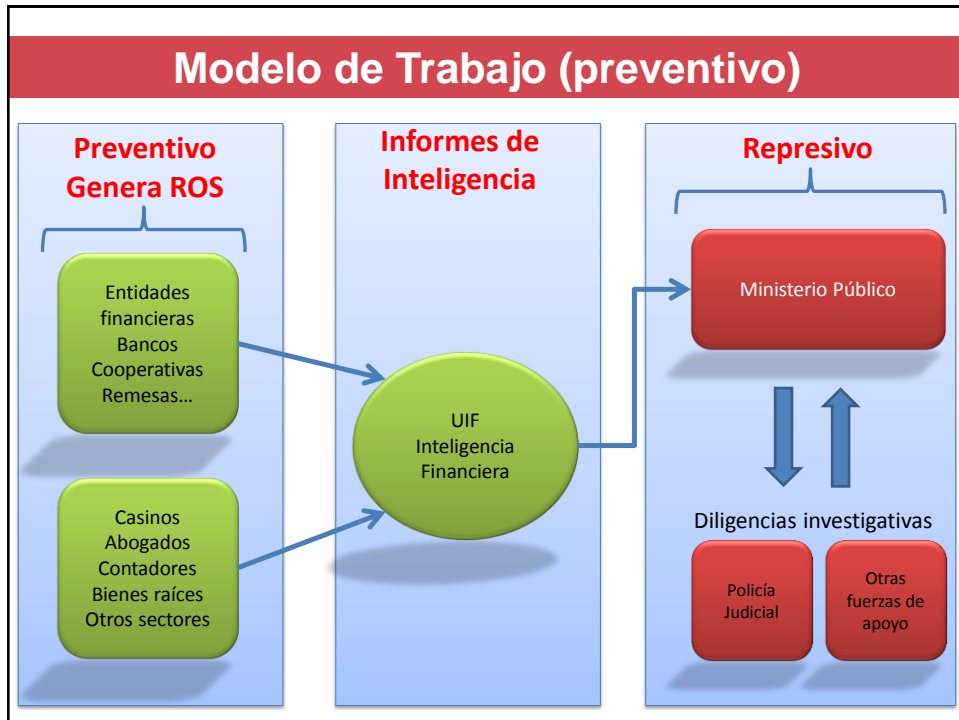 Modelo de Trabajo (preventivo)
Preventivo
Genera ROS
Entidades
financieras
Bancos
Cooperativas
Remesas...
Casinos
Abogados
Contadores
Bienes raíces
Otros sectores
Informes de
Inteligencia
UIF
Inteligencia
Financiera
Represivo
Ministerio Público
Diligencias investigativas
Policía
Judicial
Otras
fuerzas de
apoyo